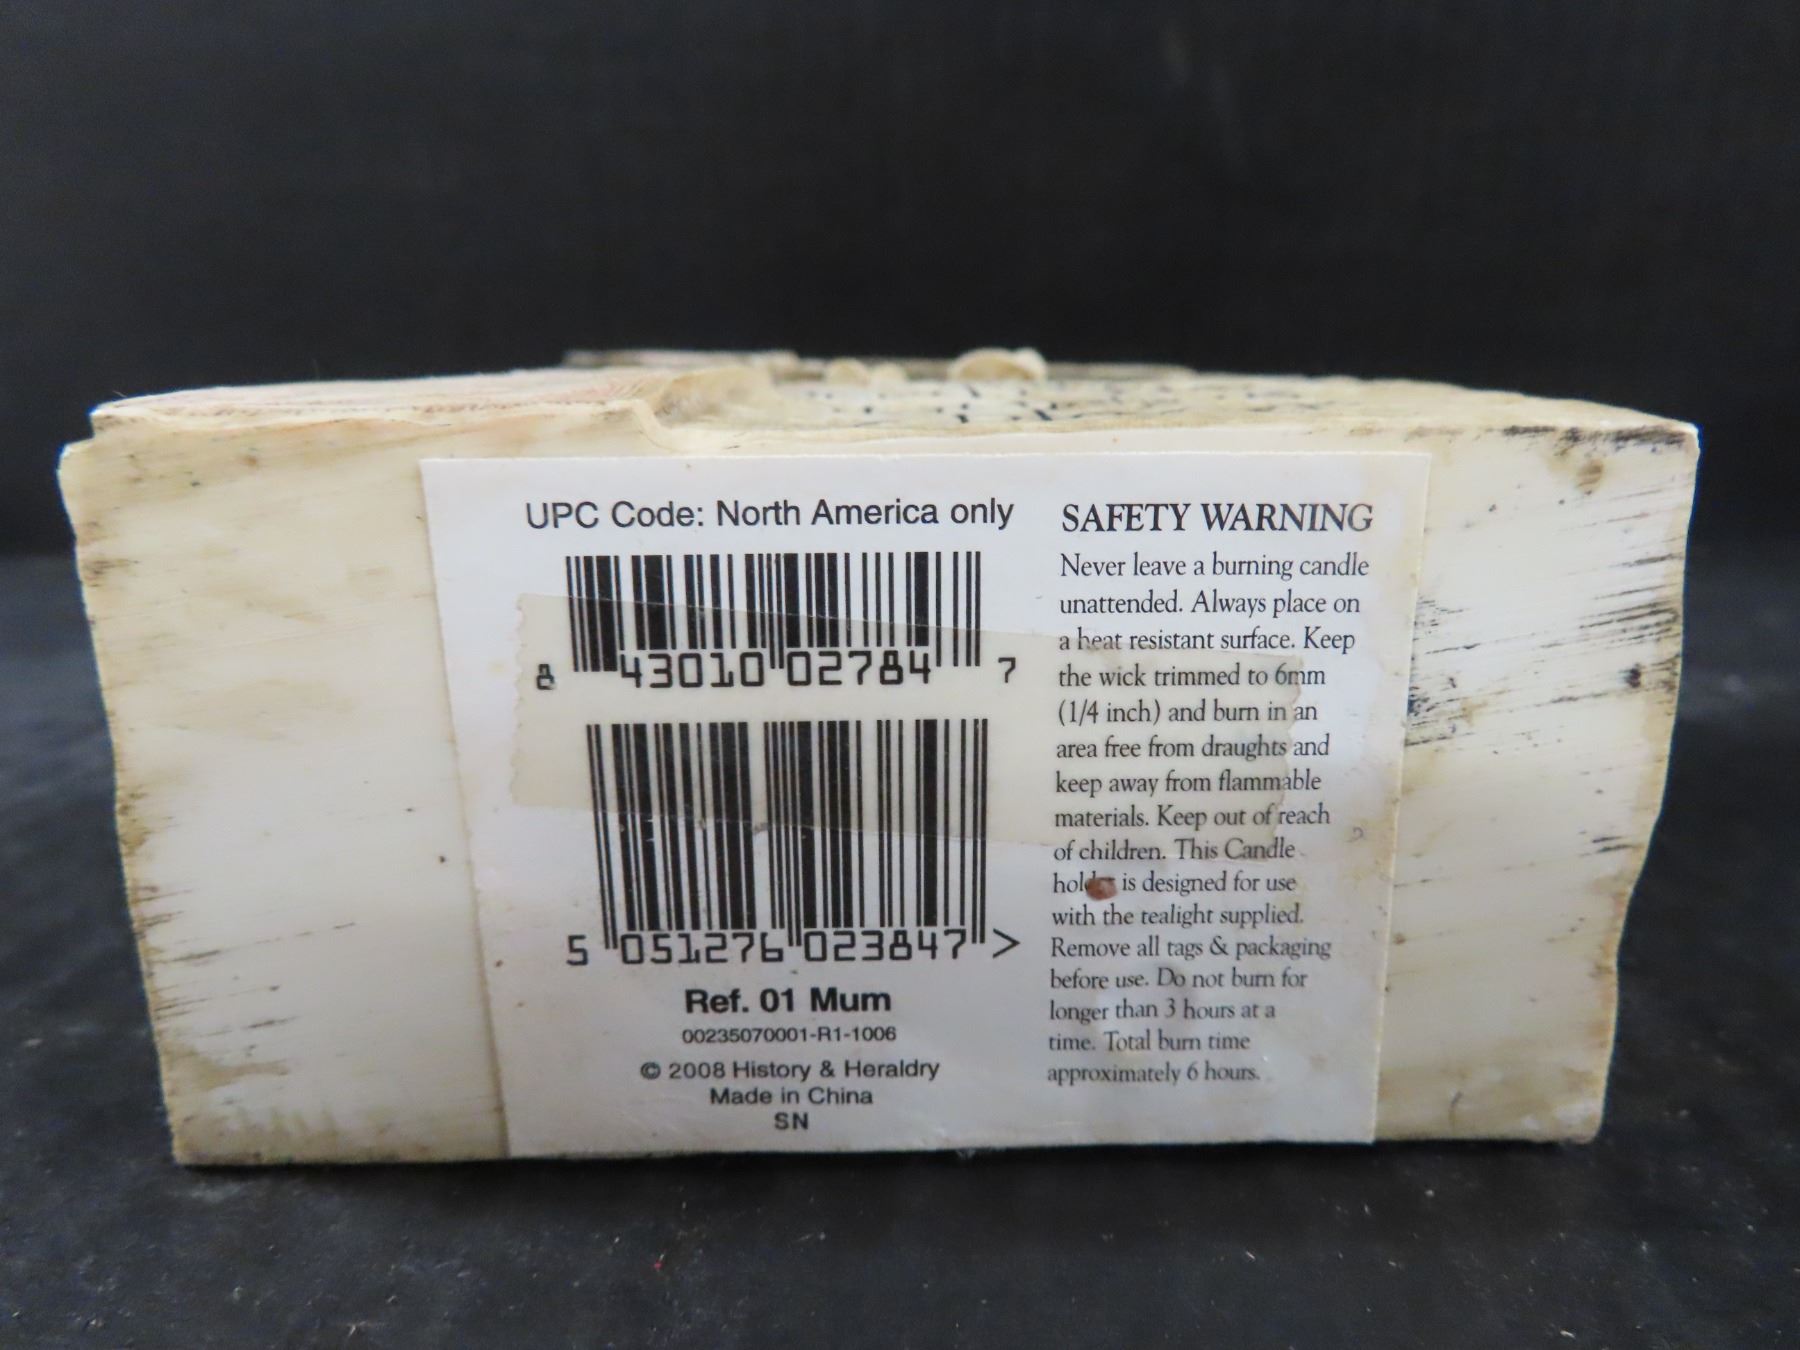 UPC Code: North America only
8 43010 02784 7
5 051276 023847 >
Ref. 01 Mum
00235070001-R1-1006
© 2008 History & Heraldry
Made in China
SN
SAFETY WARNING
Never leave a burning candle
unattended. Always place on
a heat resistant surface. Keep
the wick trimmed to 6mm
(1/4 inch) and burn in an
area free from draughts and
keep away from flammable
materials. Keep out of reach
of children. This Candle
holder is designed for use
with the tealight supplied.
Remove all tags & packaging
before use. Do not burn for
longer than 3 hours at a
time. Total burn time
approximately 6 hours.